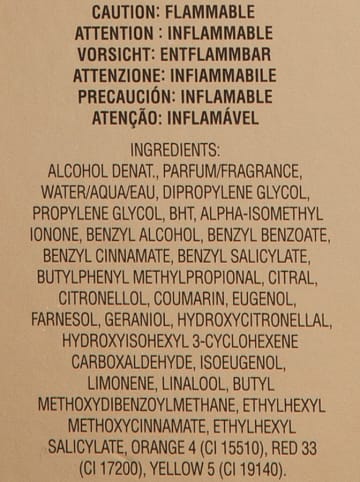 CAUTION: FLAMMABLE
ATTENTION : INFLAMMABLE
VORSICHT: ENTFLAMMBAR
ATTENZIONE: INFIAMMABILE
PRECAUCIÓN: INFLAMABLE
ATENÇÃO: INFLAMÁVEL
INGREDIENTS:
ALCOHOL DENAT., PARFUM/FRAGRANCE,
WATER/AQUA/EAU, DIPROPYLENE GLYCOL,
PROPYLENE GLYCOL, BHT, ALPHA-ISOMETHYL
IONONE, BENZYL ALCOHOL, BENZYL BENZOATE,
BENZYL CINNAMATE, BENZYL SALICYLATE,
BUTYLPHENYL METHYLPROPIONAL, CITRAL,
CITRONELLOL, COUMARIN, EUGENOL,
FARNESOL, GERANIOL, HYDROXYCITRONELLAL,
HYDROXYISOHEXYL 3-CYCLOHEXENE
CARBOXALDEHYDE, ISOEUGENOL,
LIMONENE, LINALOOL, BUTYL
METHOXYDIBENZOYLMETHANE, ETHYLHEXYL
METHOXYCINNAMATE, ETHYLHEXYL
SALICYLATE, ORANGE 4 (CI 15510), RED 33
(CI 17200), YELLOW 5 (CI 19140).